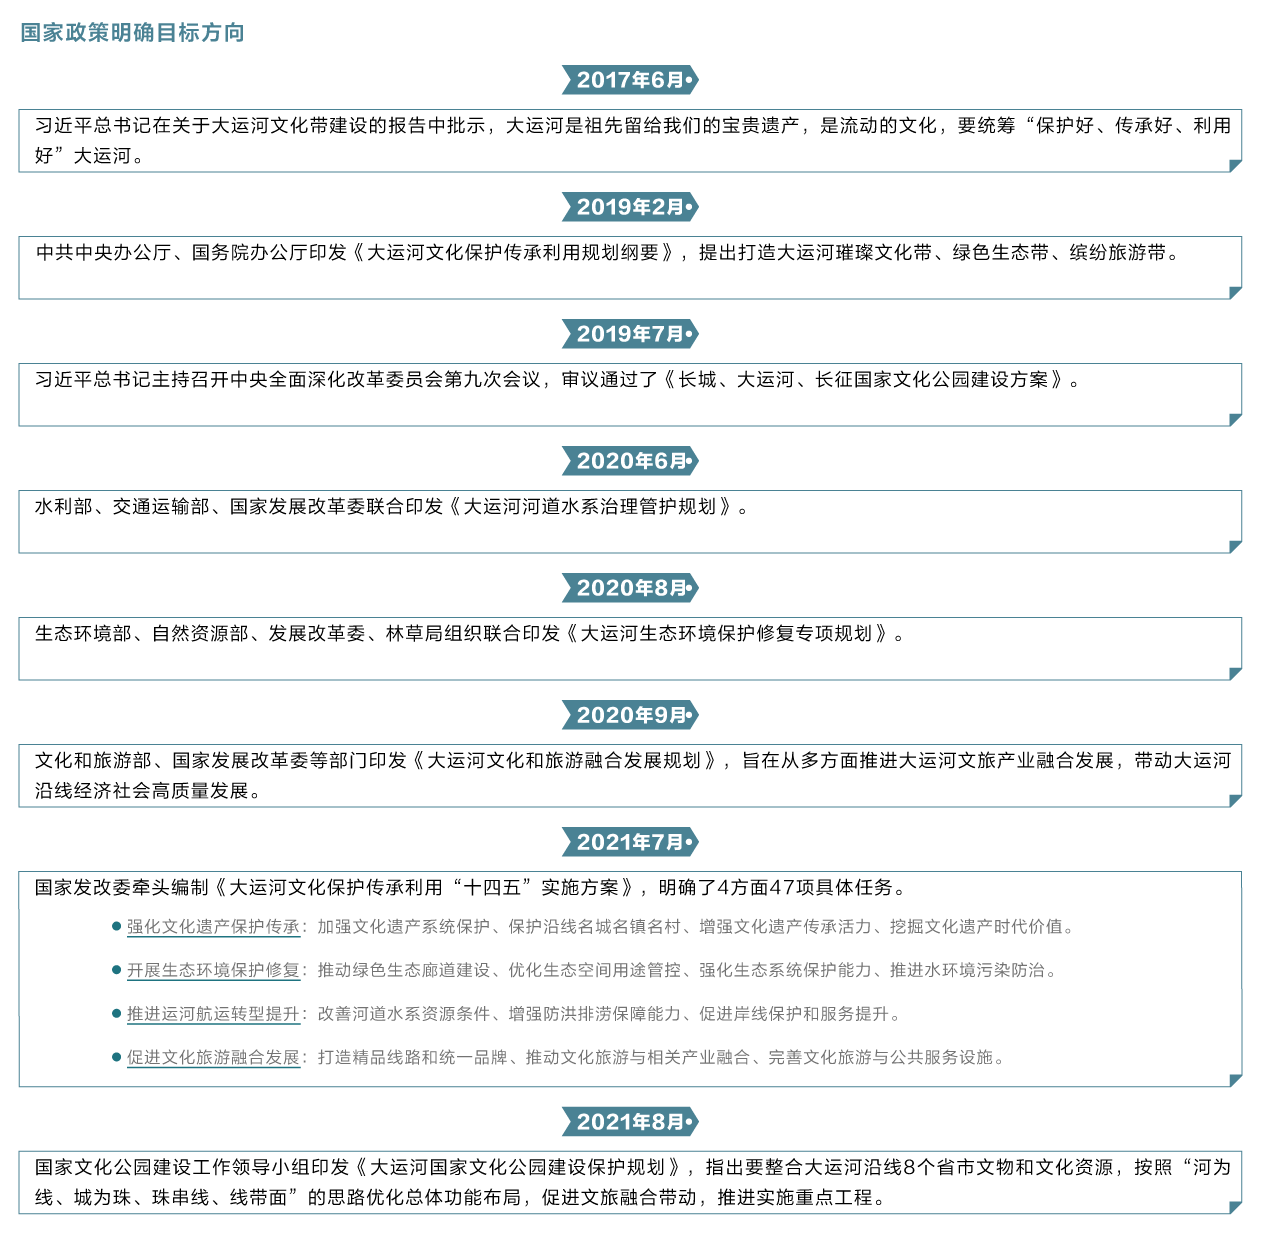 国家政策明确目标方向
2017年6月
习近平总书记在关于大运河文化带建设的报告中批示，大运河是祖先留给我们的宝贵遗产，是流动的文化，要统筹“保护好、传承好、利用
好”大运河。
2019年2月
中共中央办公厅、国务院办公厅印发《大运河文化保护传承利用规划纲要》，提出打造大运河璀璨文化带、绿色生态带、缤纷旅游带。
2019年7月
习近平总书记主持召开中央全面深化改革委员会第九次会议，审议通过了《长城、大运河、长征国家文化公园建设方案》。
2020年6月
水利部、交通运输部、国家发展改革委联合印发《大运河河道水系治理管护规划》。
2020年8月
生态环境部、自然资源部、发展改革委、林草局组织联合印发《大运河生态环境保护修复专项规划》。
2020年9月
文化和旅游部、国家发展改革委等部门印发《大运河文化和旅游融合发展规划》，旨在从多方面推进大运河文旅产业融合发展，带动大运河
沿线经济社会高质量发展。
2021年7月
国家发改委牵头编制《大运河文化保护传承利用“十四五”实施方案》，明确了4方面47项具体任务。
强化文化遗产保护传承：加强文化遗产系统保护、保护沿线名城名镇名村、增强文化遗产传承活力、挖掘文化遗产时代价值。
开展生态环境保护修复：推动绿色生态廊道建设、优化生态空间用途管控、强化生态系统保护能力、推进水环境污染防治。
推进运河航运转型提升：改善河道水系资源条件、增强防洪排涝保障能力、促进岸线保护和服务提升。
促进文化旅游融合发展：打造精品线路和统一品牌、推动文化旅游与相关产业融合、完善文化旅游与公共服务设施。
2021年8月
国家文化公园建设工作领导小组印发《大运河国家文化公园建设保护规划》，指出要整合大运河沿线8个省市文物和文化资源，按照“河为
线、城为珠、珠串线、线带面”的思路优化总体功能布局，促进文旅融合带动，推进实施重点工程。